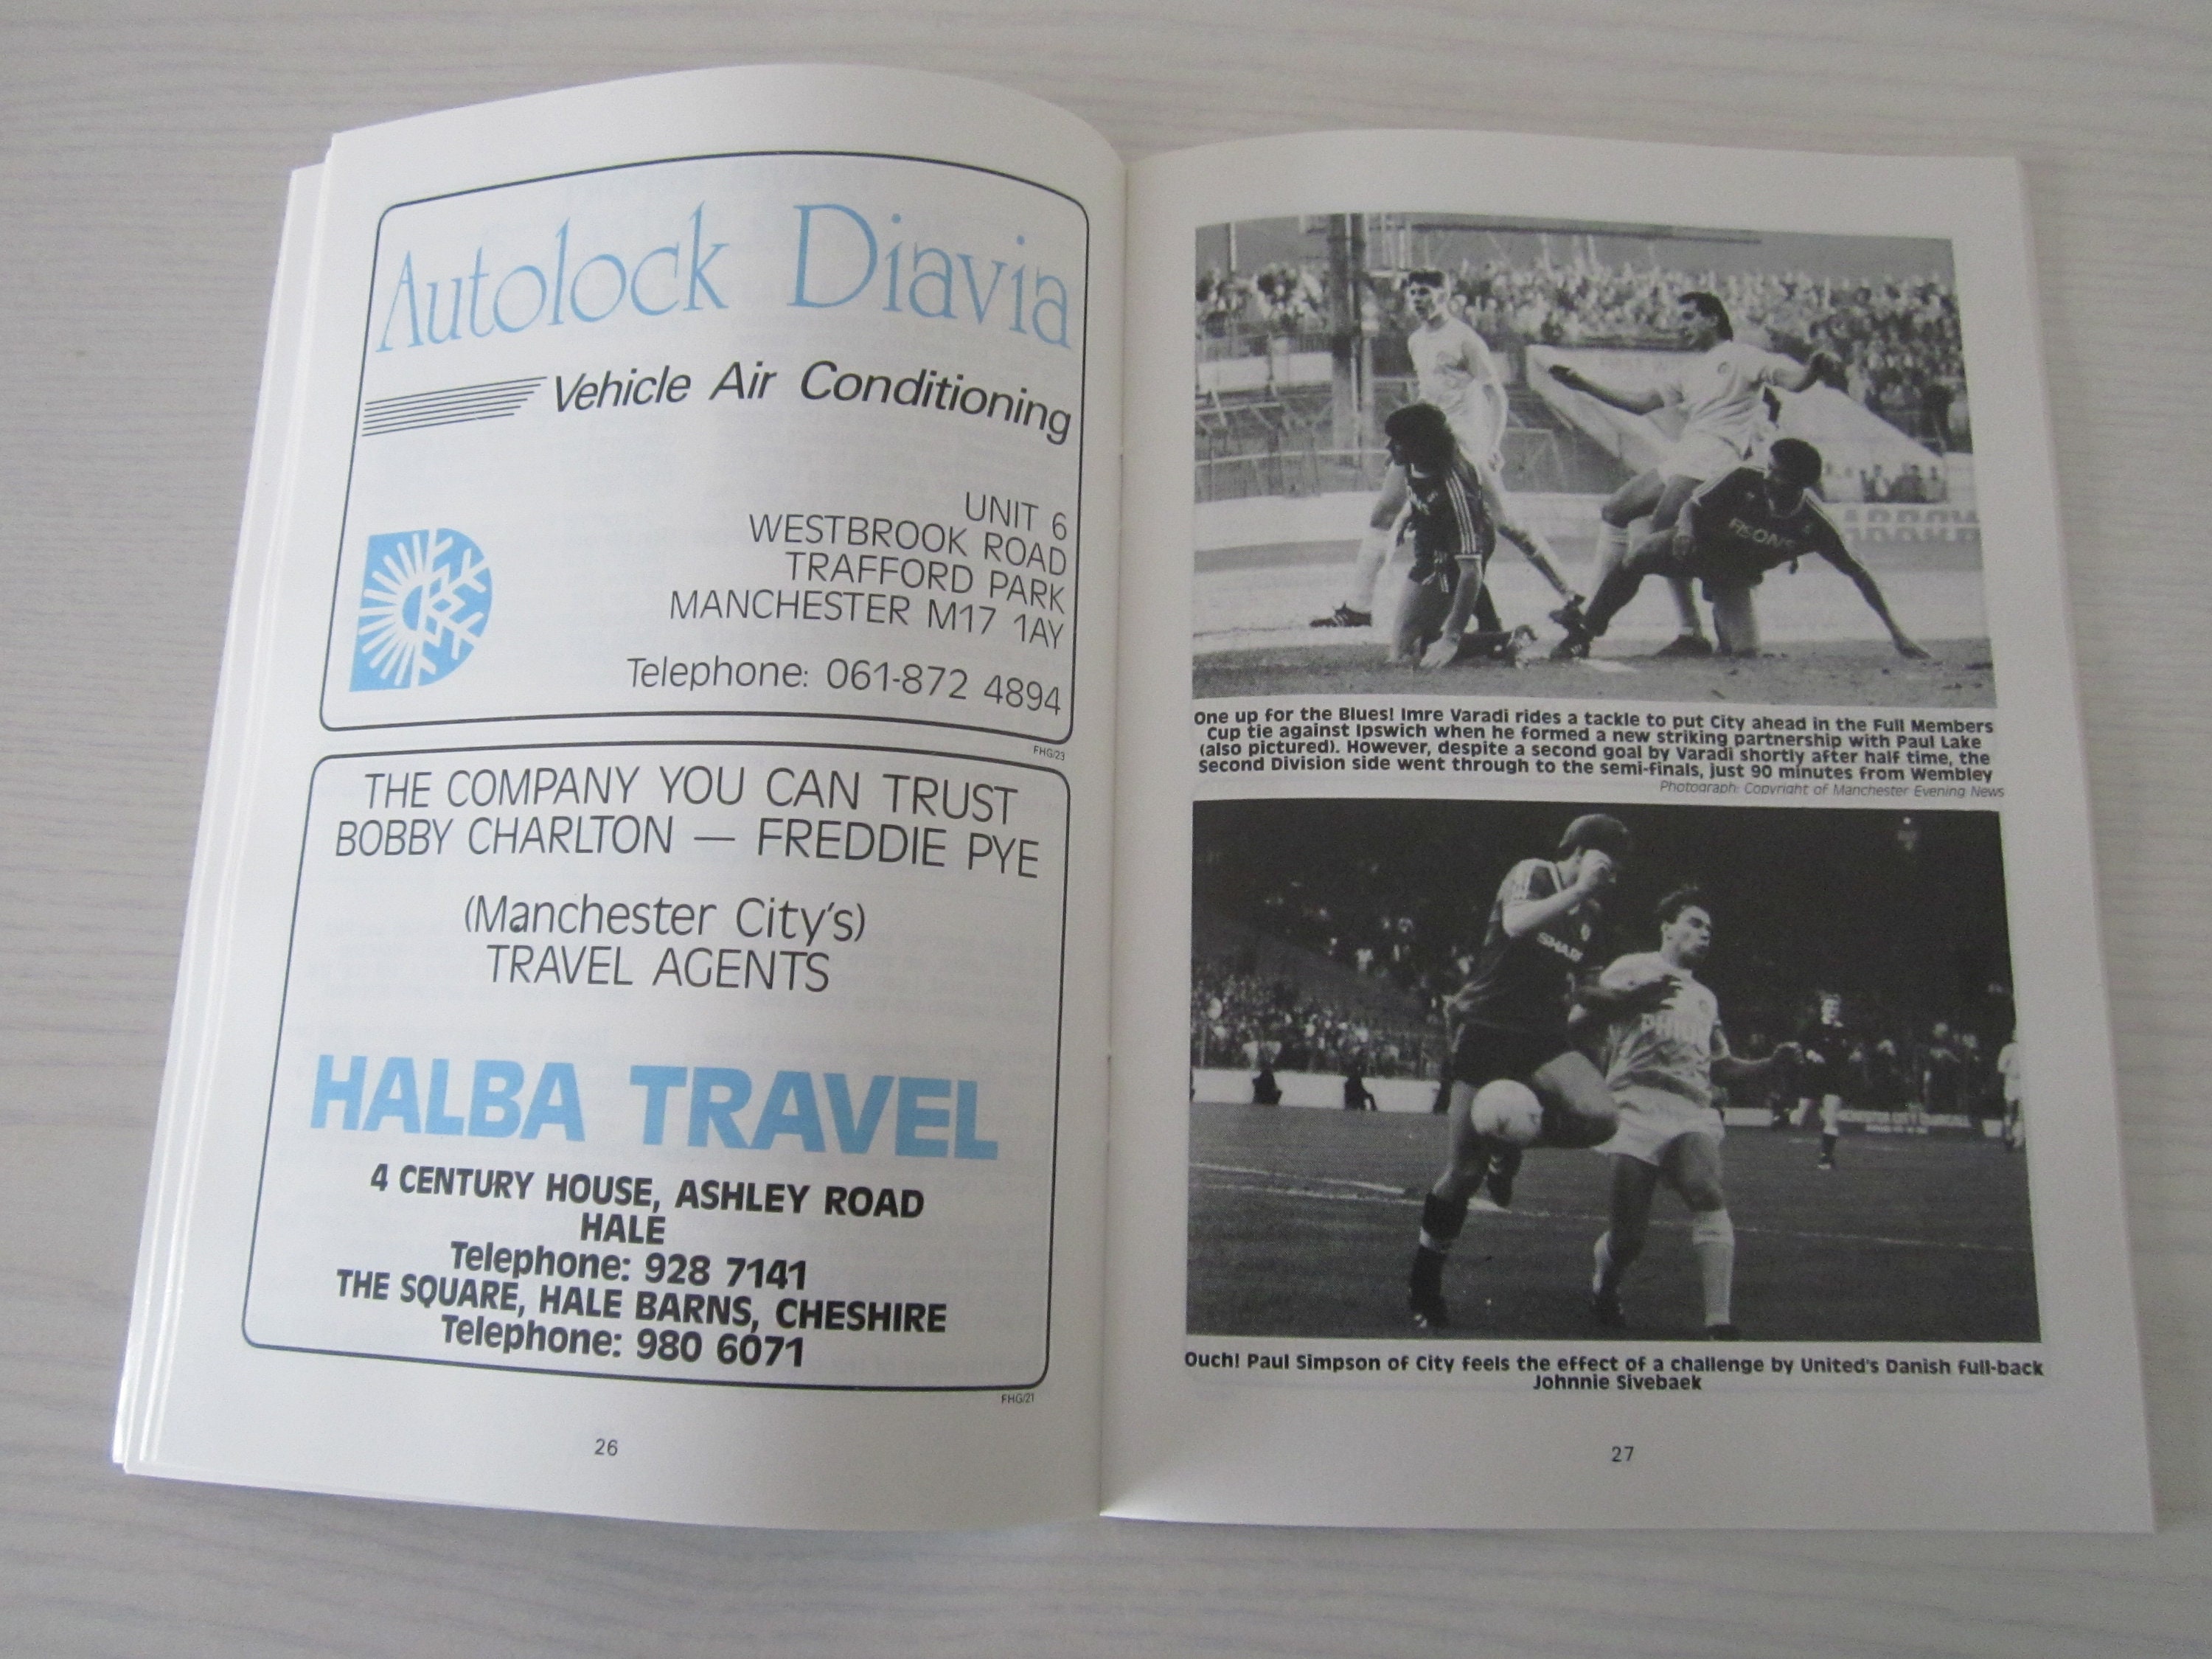 Autolock Diavia
Vehicle Air Conditioning
UNIT 6
WESTBROOK ROAD
TRAFFORD PARK
MANCHESTER M17 1AY
Telephone: 061-872 4894
FHG/23
THE COMPANY YOU CAN TRUST
BOBBY CHARLTON — FREDDIE PYE
(Manchester City's)
TRAVEL AGENTS
HALBA TRAVEL
4 CENTURY HOUSE, ASHLEY ROAD
HALE
Telephone: 928 7141
THE SQUARE, HALE BARNS, CHESHIRE
Telephone: 980 6071
FHG/21
26
FISONS
ARROW
One up for the Blues! Imre Varadi rides a tackle to put City ahead in the Full Members
Cup tie against Ipswich when he formed a new striking partnership with Paul Lake
(also pictured). However, despite a second goal by Varadi shortly after half time, the
Second Division side went through to the semi-finals, just 90 minutes from Wembley
Photograph: Copyright of Manchester Evening News
SHARP
PHILIPS
Ouch! Paul Simpson of City feels the effect of a challenge by United's Danish full-back
Johnnie Sivebaek
27